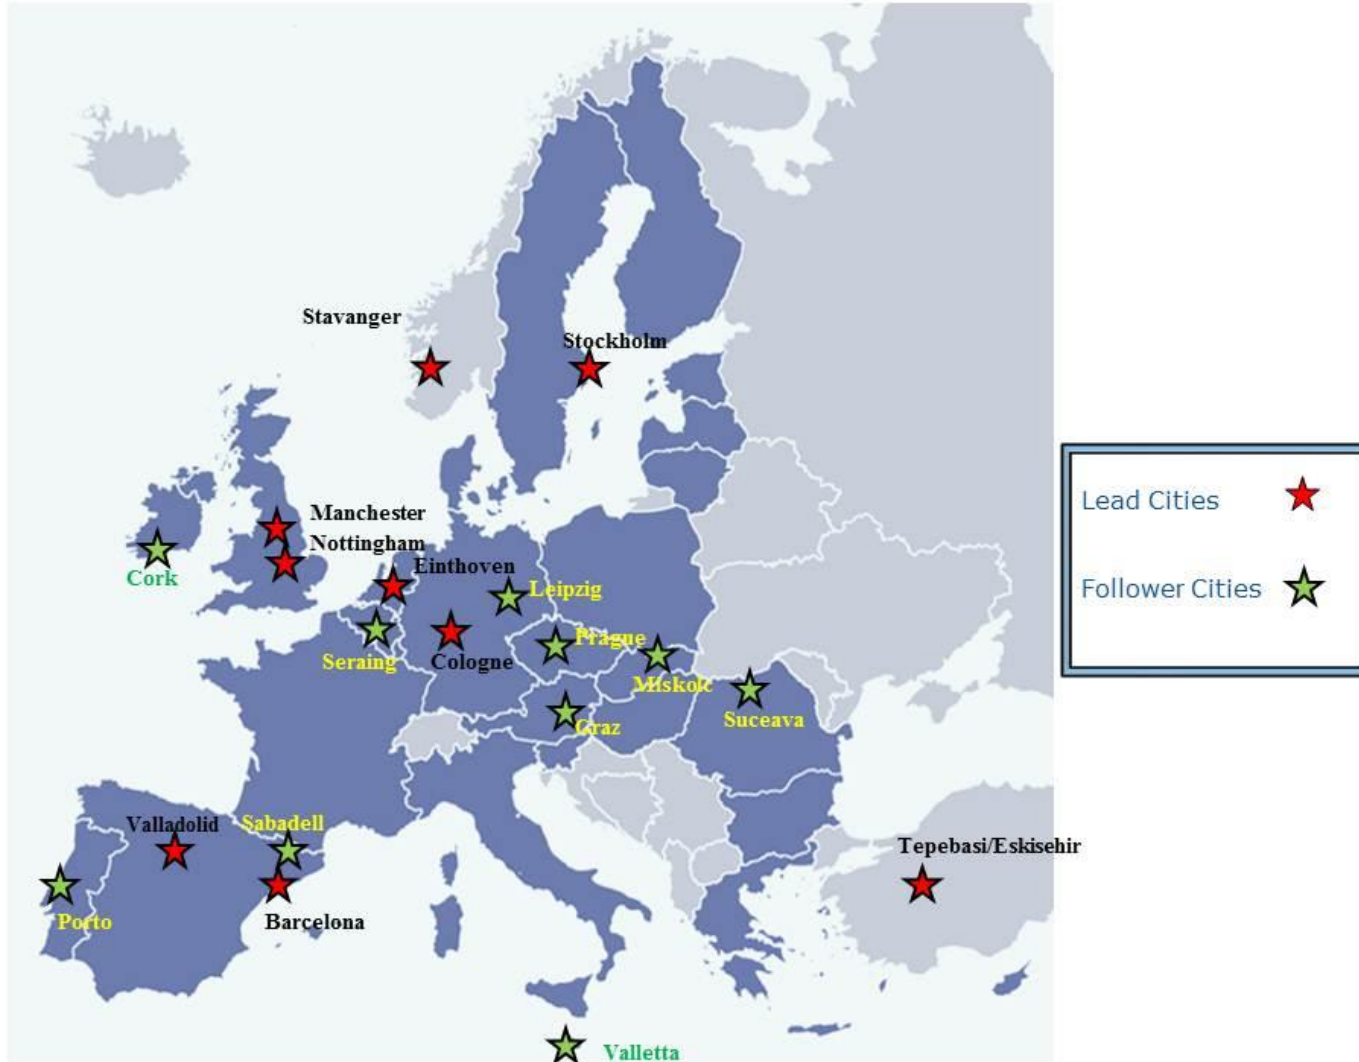 Stavanger
Stockholm
Manchester
Nottingham
Einthoven
Cork
Leipzig
Pragne
Seraing
Cologne
Miskolc
Suceava
Graz
Valladolid
Sabadell
Tepebasi/Eskisehir
Porto
Barcelona
Valletta
Lead Cities
Follower Cities